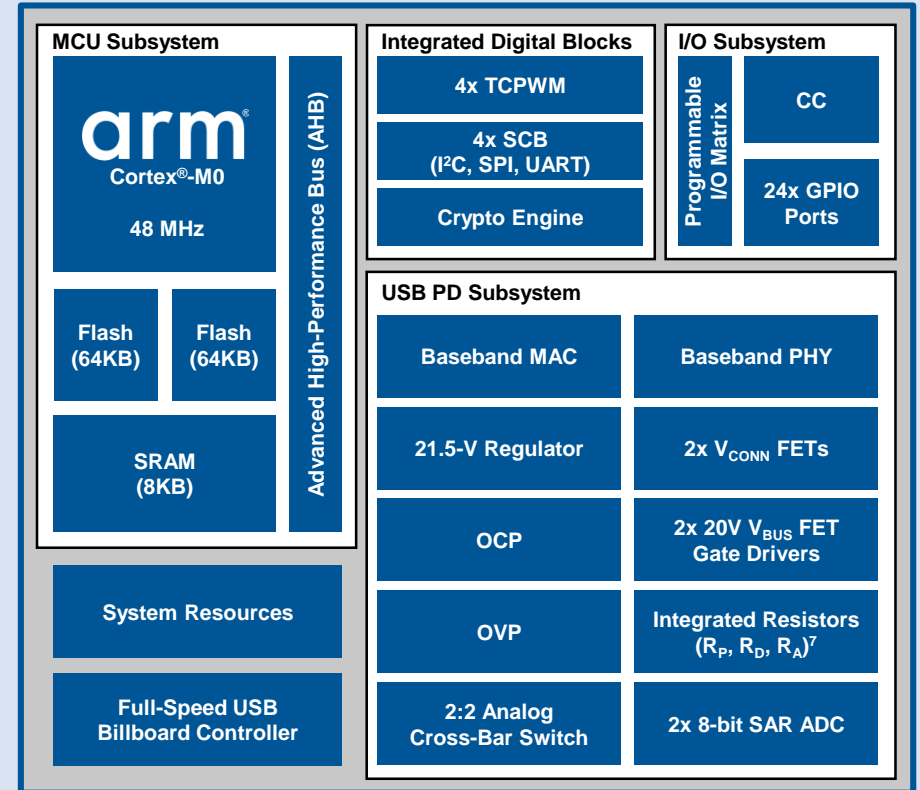 MCU Subsystem
arm®
Cortex®-M0
48 MHz
Flash
(64KB)
Flash
(64KB)
SRAM
(8KB)
Advanced High-Performance Bus (AHB)
System Resources
Full-Speed USB
Billboard Controller
Integrated Digital Blocks
4x TCPWM
4x SCB
(I²C, SPI, UART)
Crypto Engine
I/O Subsystem
Programmable
I/O Matrix
CC
24x GPIO
Ports
USB PD Subsystem
Baseband MAC
Baseband PHY
21.5-V Regulator
2x VCONN FETs
OCP
2x 20V VBUS FET
Gate Drivers
OVP
Integrated Resistors
(RP, RD, RA)⁷
2:2 Analog
Cross-Bar Switch
2x 8-bit SAR ADC